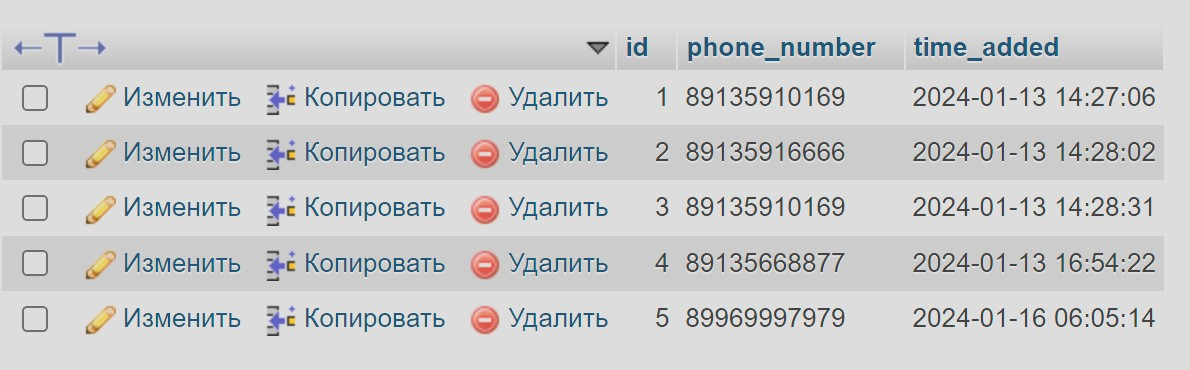 id phone_number time_added
Изменить Копировать Удалить 1 89135910169 2024-01-13 14:27:06
Изменить Копировать Удалить 2 89135916666 2024-01-13 14:28:02
Изменить Копировать Удалить 3 89135910169 2024-01-13 14:28:31
Изменить Копировать Удалить 4 89135668877 2024-01-13 16:54:22
Изменить Копировать Удалить 5 89969997979 2024-01-16 06:05:14